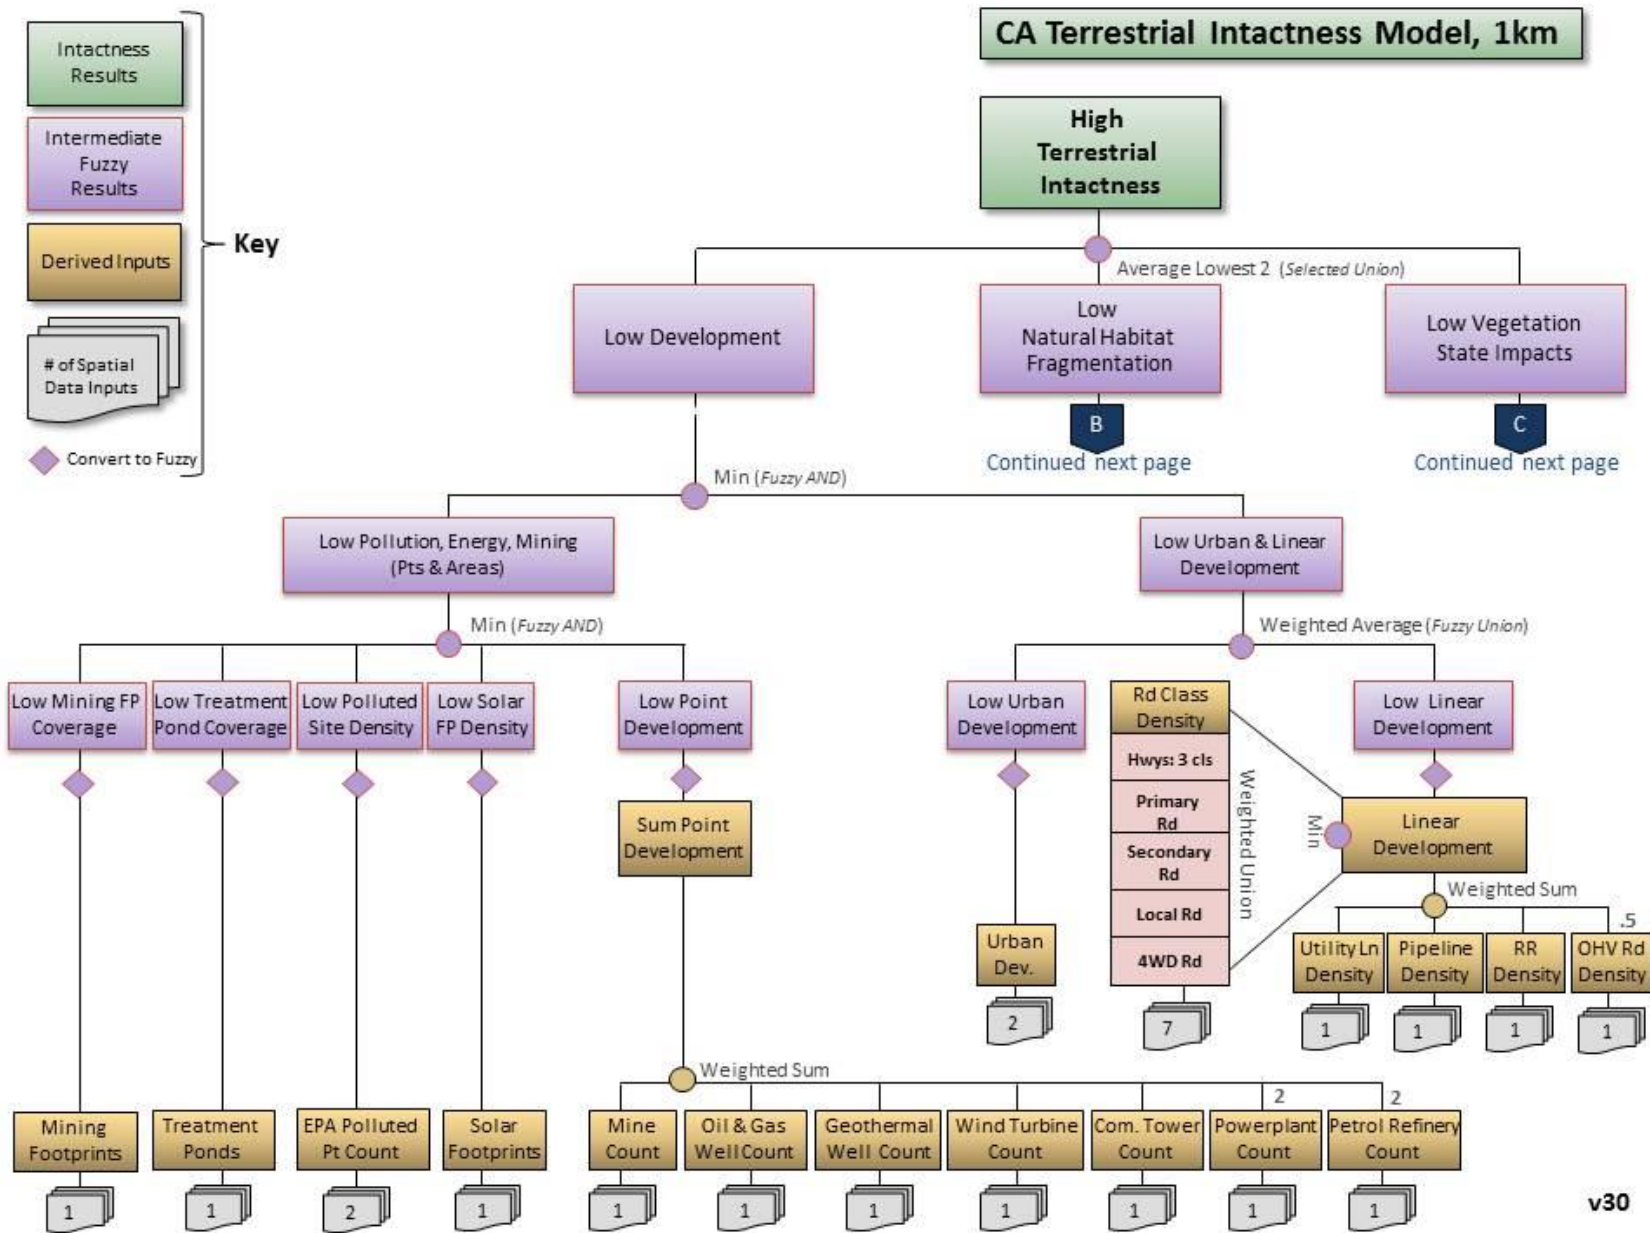 CA Terrestrial Intactness Model, 1km
Intactness
Results
Intermediate
Fuzzy
Results
Derived Inputs
# of Spatial
Data Inputs
Convert to Fuzzy
Key
High
Terrestrial
Intactness
Average Lowest 2 (Selected Union)
Low Development
Low
Natural Habitat
Fragmentation
Low Vegetation
State Impacts
B
C
Continued next page
Continued next page
Min (Fuzzy AND)
Low Pollution, Energy, Mining
(Pts & Areas)
Low Urban & Linear
Development
Min (Fuzzy AND)
Weighted Average (Fuzzy Union)
Low Mining FP
Coverage
Low Treatment
Pond Coverage
Low Polluted
Site Density
Low Solar
FP Density
Low Point
Development
Low Urban
Development
Rd Class
Density
Low Linear
Development
Hwys: 3 cls
Primary
Rd
Secondary
Rd
Local Rd
4WD Rd
Weighted Union
Min
Sum Point
Development
Linear
Development
Weighted Sum
.5
Urban
Dev.
Utility Ln
Density
Pipeline
Density
RR
Density
OHV Rd
Density
2
7
1
1
1
1
Weighted Sum
2
2
Mining
Footprints
Treatment
Ponds
EPA Polluted
Pt Count
Solar
Footprints
Mine
Count
Oil & Gas
Well Count
Geothermal
Well Count
Wind Turbine
Count
Com. Tower
Count
Powerplant
Count
Petrol Refinery
Count
1
1
2
1
1
1
1
1
1
1
1
v30